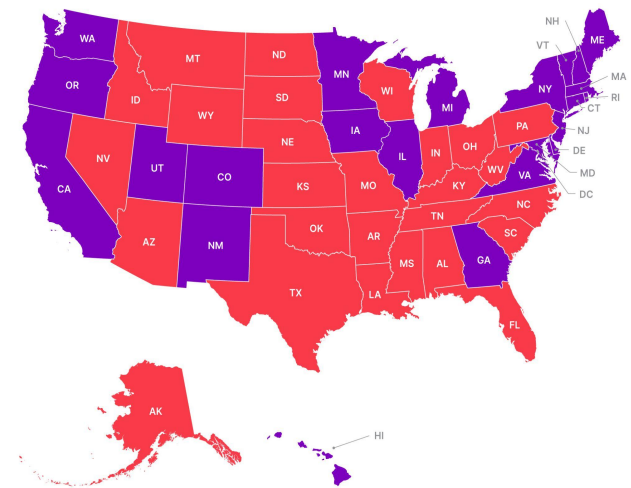 NH
WA
ME
VT
MT
ND
MN
OR
MA
NY
ID
WI
SD
RI
MI
WY
CT
IA
PA
NJ
NE
OH
DE
IL
IN
NV
UT
WV
MD
CO
VA
CA
KS
MO
KY
DC
NC
TN
OK
AZ
NM
AR
SC
MS
AL
GA
TX
LA
FL
AK
HI